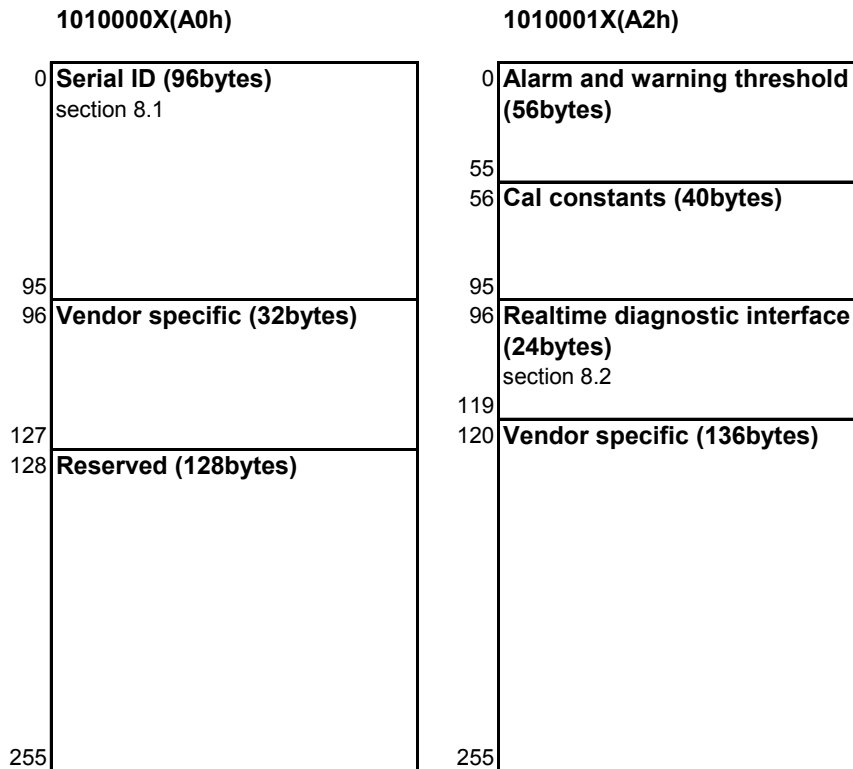 1010000X(A0h)
0 Serial ID (96bytes)
section 8.1
95
96 Vendor specific (32bytes)
127
128 Reserved (128bytes)
255
1010001X(A2h)
0 Alarm and warning threshold
(56bytes)
55
56 Cal constants (40bytes)
95
96 Realtime diagnostic interface
(24bytes)
section 8.2
119
120 Vendor specific (136bytes)
255